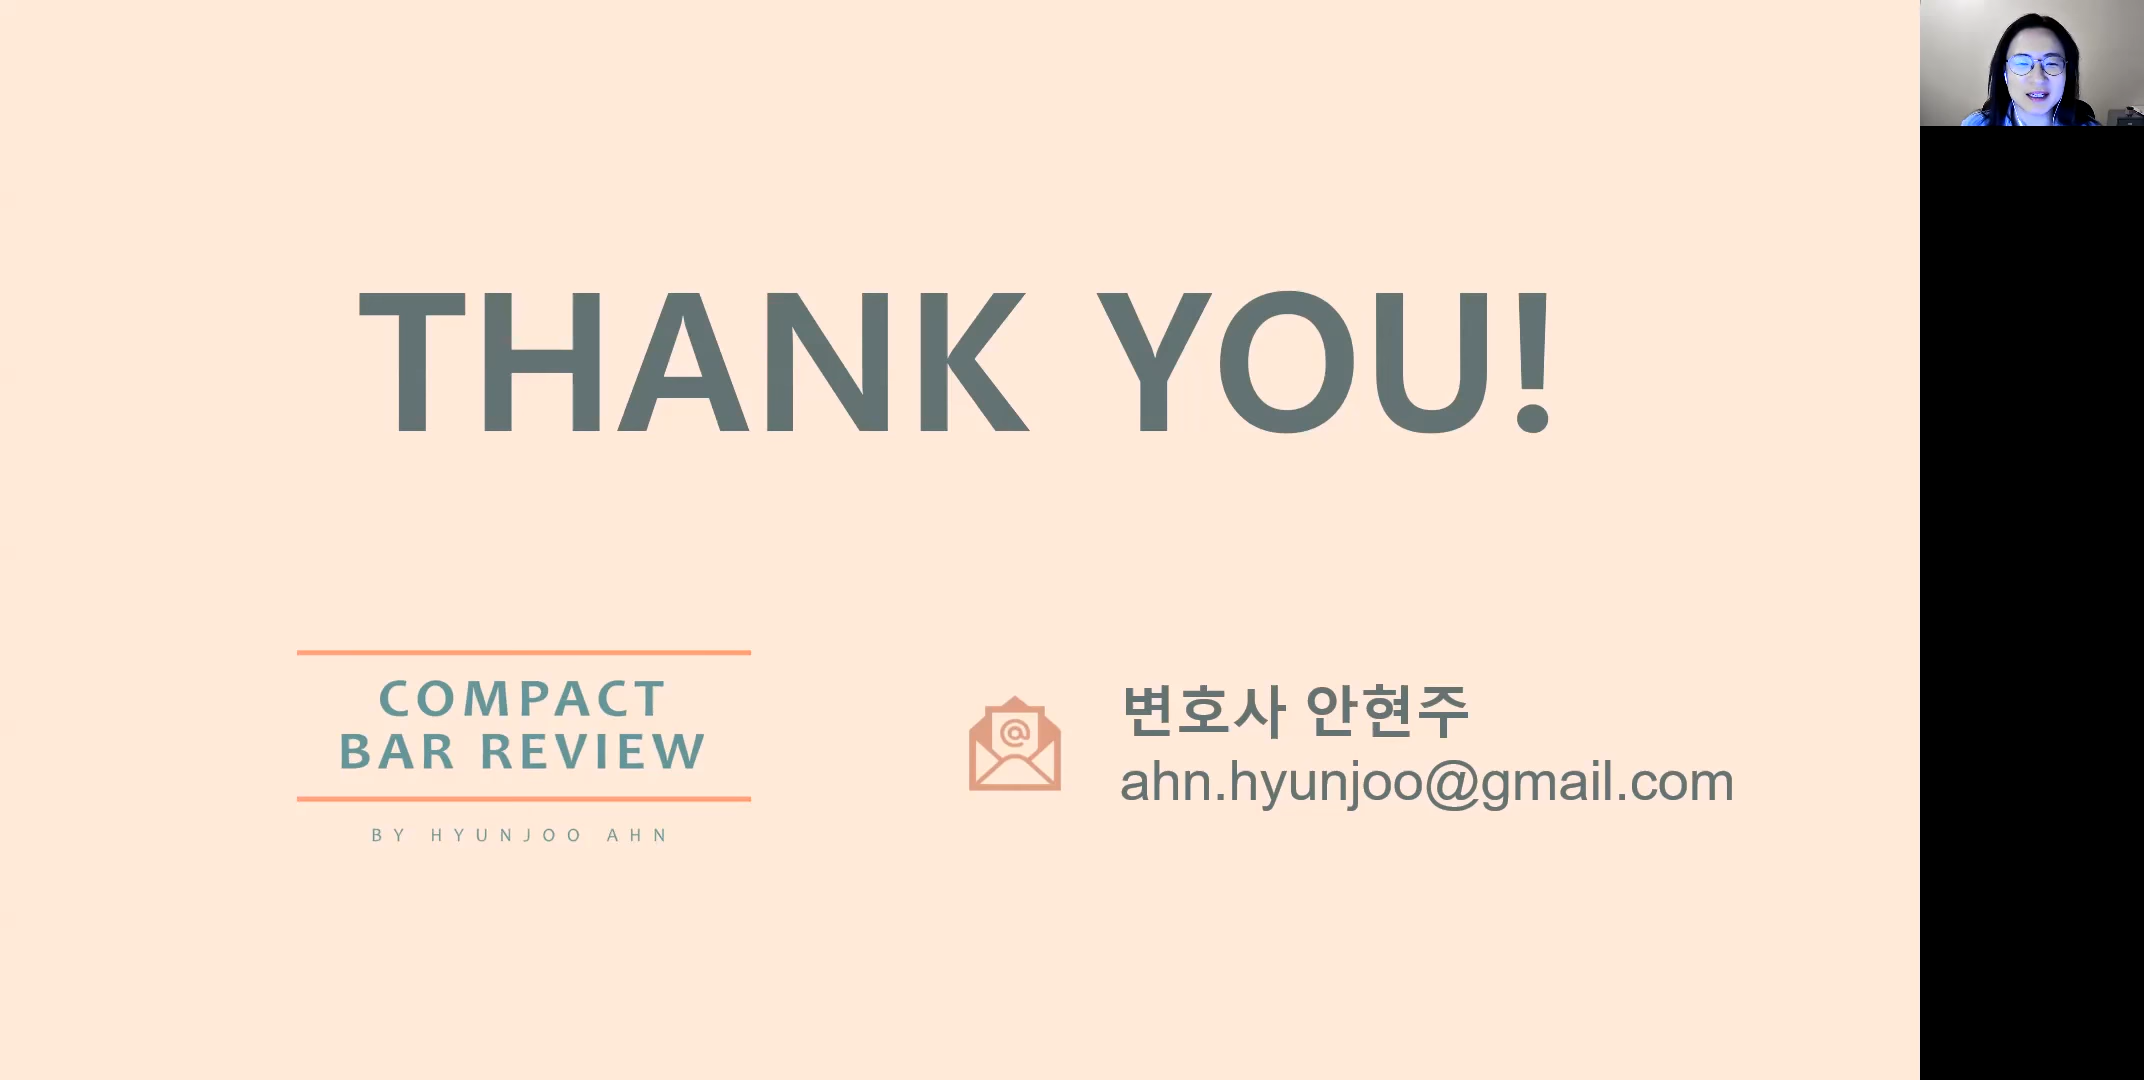 THANK YOU!
COMPACT
BAR REVIEW
BY HYUNJOO AHN
변호사 안현주
ahn.hyunjoo@gmail.com